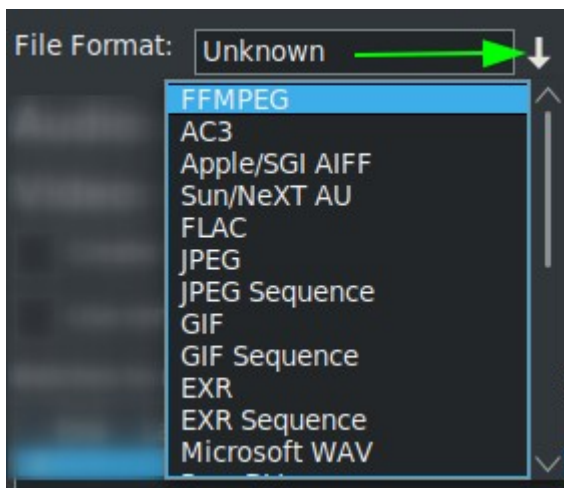 File Format: Unknown
FFMPEG
AC3
Apple/SGI AIFF
Sun/NeXT AU
FLAC
JPEG
JPEG Sequence
GIF
GIF Sequence
EXR
EXR Sequence
Microsoft WAV